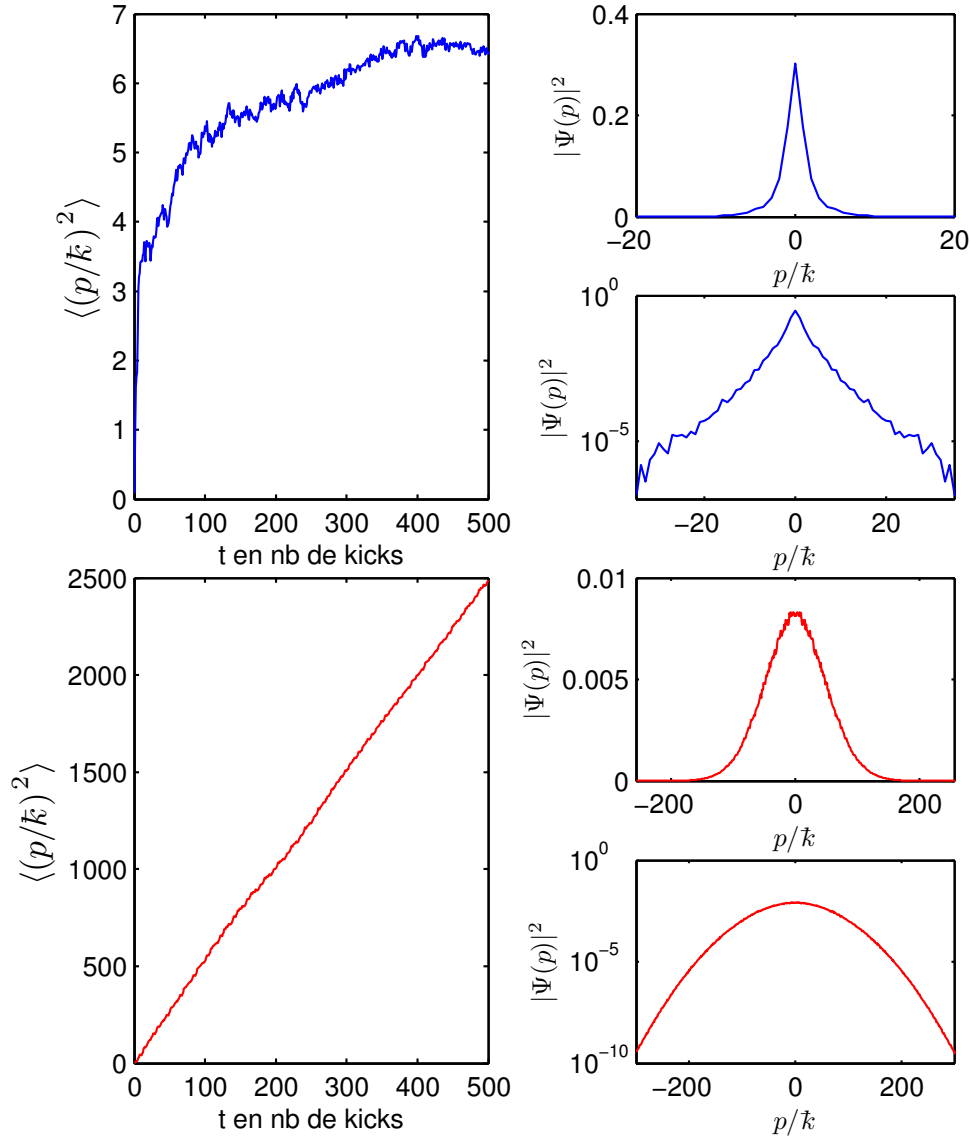 7
6
5
4
3
2
1
0
⟨(p/ƙ)²⟩
0 100 200 300 400 500
t en nb de kicks
0.4
0.2
0
|Ψ(p)|²
−20 0 20
p/ƙ
10⁰
10⁻⁵
|Ψ(p)|²
−20 0 20
p/ƙ
2500
2000
1500
1000
500
0
⟨(p/ƙ)²⟩
0 100 200 300 400 500
t en nb de kicks
0.01
0.005
0
|Ψ(p)|²
−200 0 200
p/ƙ
10⁰
10⁻⁵
10⁻¹⁰
|Ψ(p)|²
−200 0 200
p/ƙ